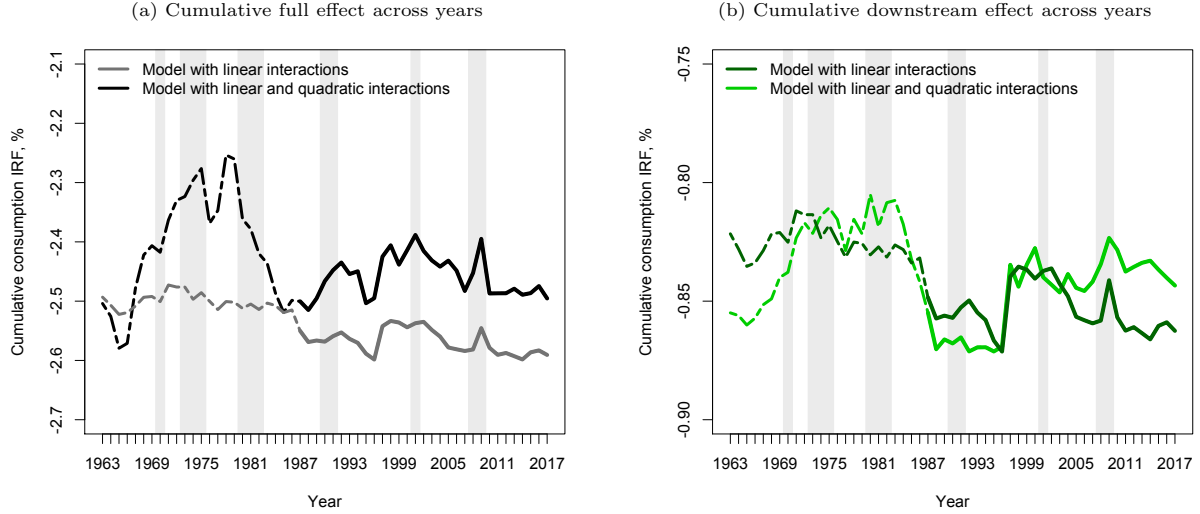 (a) Cumulative full effect across years
Cumulative consumption IRF, %
-2.1
-2.2
-2.3
-2.4
-2.5
-2.6
-2.7
Model with linear interactions
Model with linear and quadratic interactions
1963 1969 1975 1981 1987 1993 1999 2005 2011 2017
Year
(b) Cumulative downstream effect across years
Cumulative consumption IRF, %
-0.75
-0.80
-0.85
-0.90
Model with linear interactions
Model with linear and quadratic interactions
1963 1969 1975 1981 1987 1993 1999 2005 2011 2017
Year